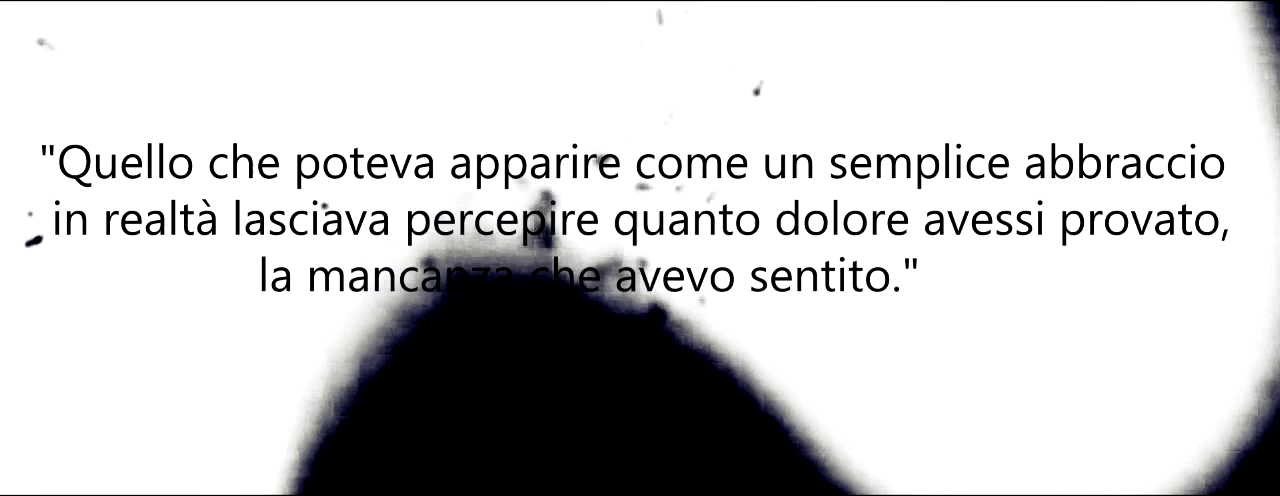 "Quello che poteva apparire come un semplice abbraccio
in realtà lasciava percepire quanto dolore avessi provato,
la mancanza che avevo sentito."